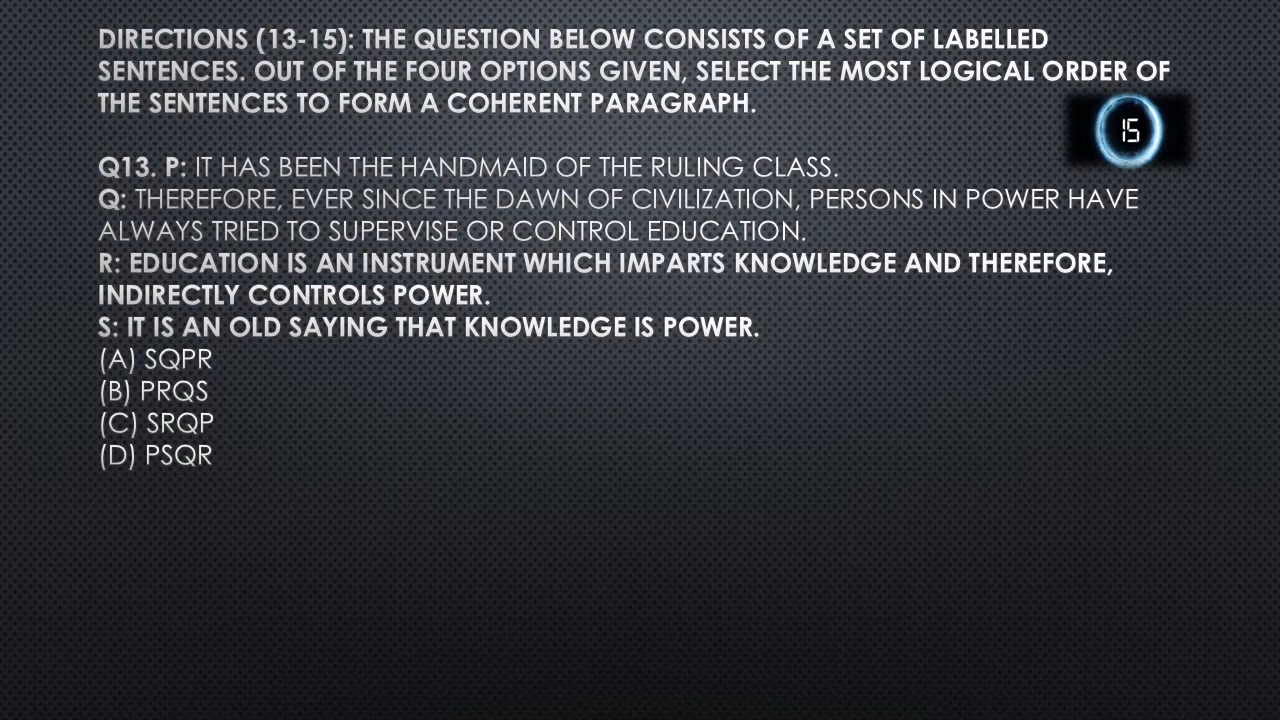 DIRECTIONS (13-15): THE QUESTION BELOW CONSISTS OF A SET OF LABELLED
SENTENCES. OUT OF THE FOUR OPTIONS GIVEN, SELECT THE MOST LOGICAL ORDER OF
THE SENTENCES TO FORM A COHERENT PARAGRAPH.
15
Q13. P: IT HAS BEEN THE HANDMAID OF THE RULING CLASS.
Q: THEREFORE, EVER SINCE THE DAWN OF CIVILIZATION, PERSONS IN POWER HAVE
ALWAYS TRIED TO SUPERVISE OR CONTROL EDUCATION.
R: EDUCATION IS AN INSTRUMENT WHICH IMPARTS KNOWLEDGE AND THEREFORE,
INDIRECTLY CONTROLS POWER.
S: IT IS AN OLD SAYING THAT KNOWLEDGE IS POWER.
(A) SQPR
(B) PRQS
(C) SRQP
(D) PSQR